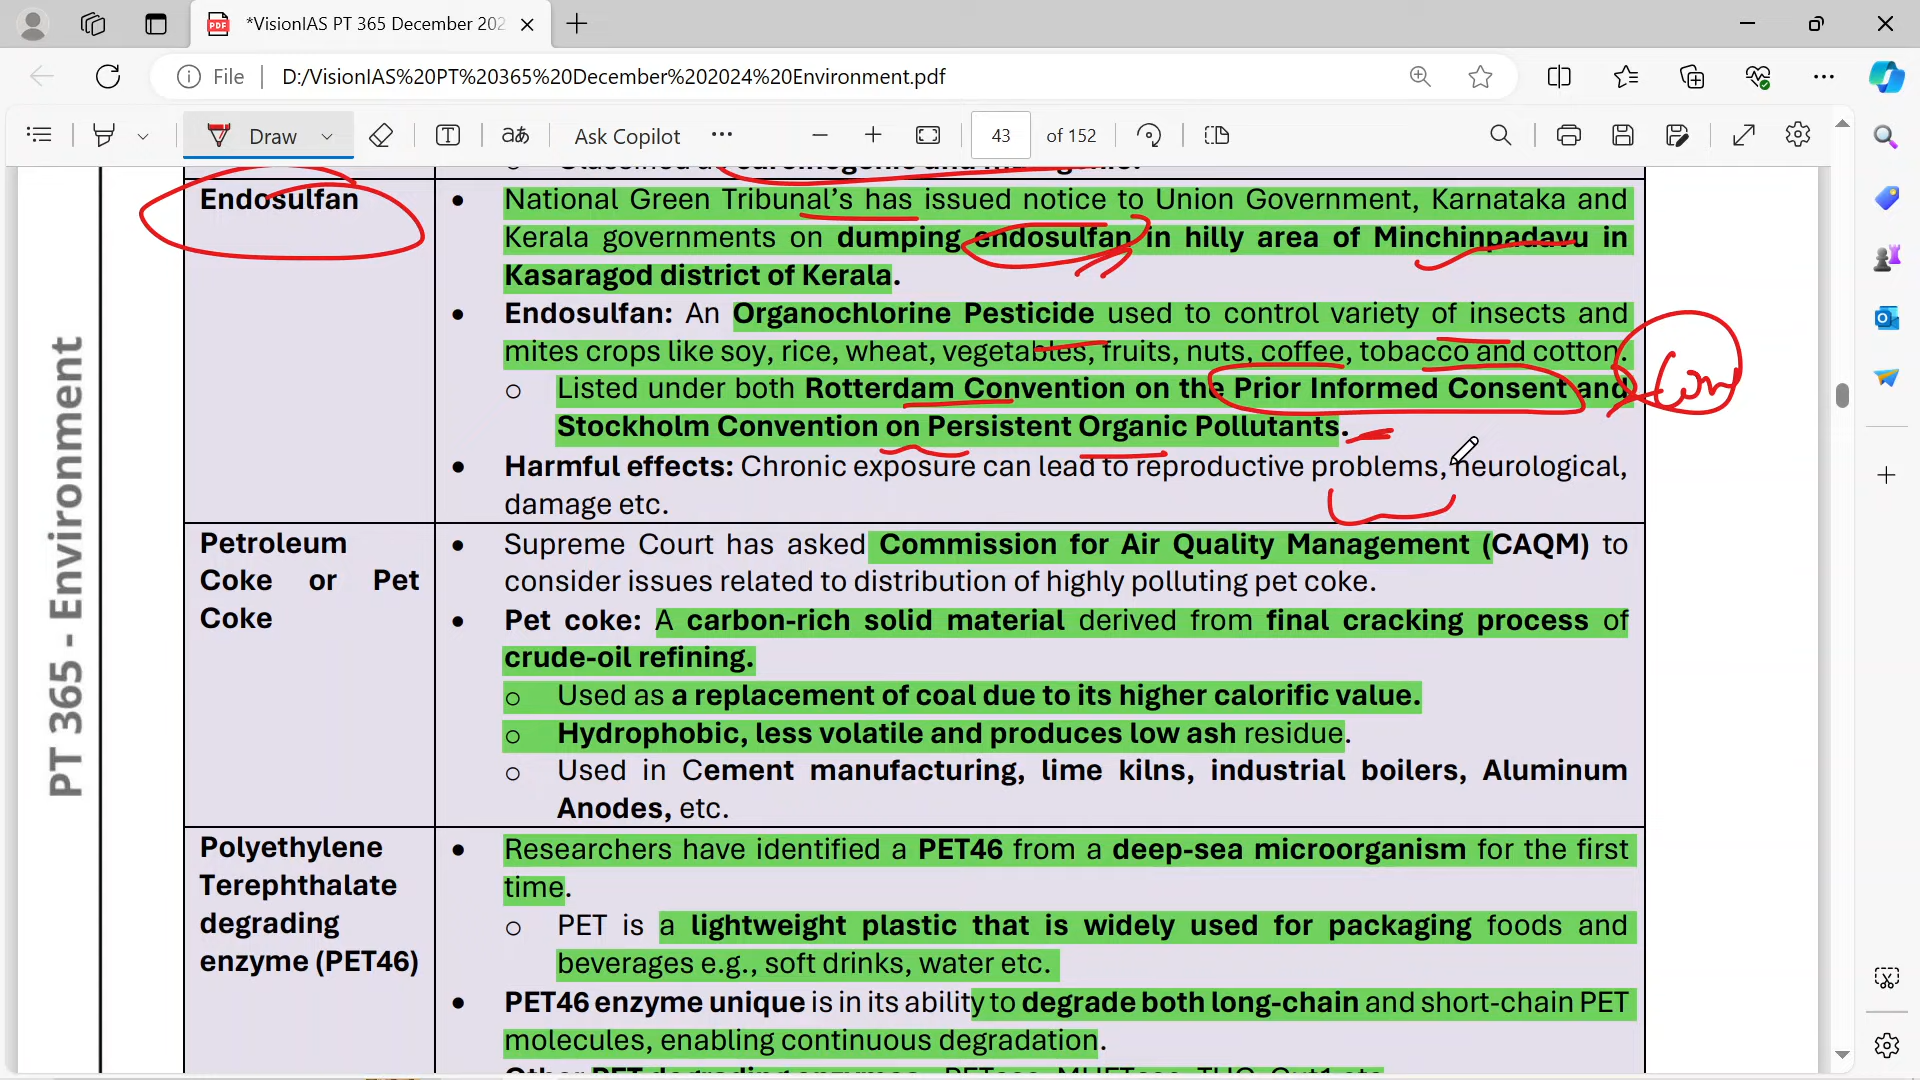 *VisionIAS PT 365 December 202
File
D:/VisionIAS%20PT%20365%20December%202024%20Environment.pdf
Draw
Ask Copilot
43
of 152
PT 365 - Environment
Endosulfan
• National Green Tribunal's has issued notice to Union Government, Karnataka and
Kerala governments on dumping endosulfan in hilly area of Minchinpadavu in
Kasaragod district of Kerala.
• Endosulfan: An Organochlorine Pesticide used to control variety of insects and
mites crops like soy, rice, wheat, vegetables, fruits, nuts, coffee, tobacco and cotton.
o Listed under both Rotterdam Convention on the Prior Informed Consent and
Stockholm Convention on Persistent Organic Pollutants.
• Harmful effects: Chronic exposure can lead to reproductive problems, neurological,
damage etc.
Petroleum
Coke or Pet
Coke
• Supreme Court has asked Commission for Air Quality Management (CAQM) to
consider issues related to distribution of highly polluting pet coke.
• Pet coke: A carbon-rich solid material derived from final cracking process of
crude-oil refining.
o Used as a replacement of coal due to its higher calorific value.
o Hydrophobic, less volatile and produces low ash residue.
o Used in Cement manufacturing, lime kilns, industrial boilers, Aluminum
Anodes, etc.
Polyethylene
Terephthalate
degrading
enzyme (PET46)
• Researchers have identified a PET46 from a deep-sea microorganism for the first
time.
o PET is a lightweight plastic that is widely used for packaging foods and
beverages e.g., soft drinks, water etc.
• PET46 enzyme unique is in its ability to degrade both long-chain and short-chain PET
molecules, enabling continuous degradation.